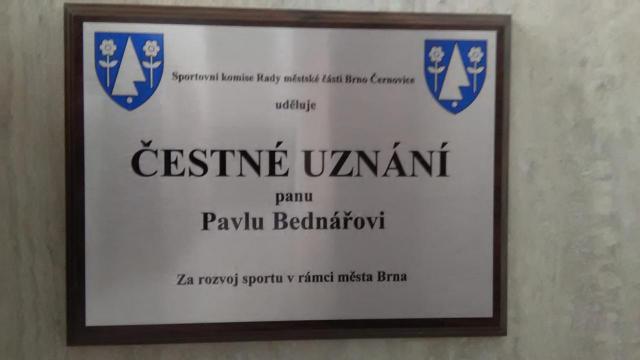 Sportovní komise Rady městské části Brno Černovice
uděluje
ČESTNÉ UZNÁNÍ
panu
Pavlu Bednářovi
Za rozvoj sportu v rámci města Brna